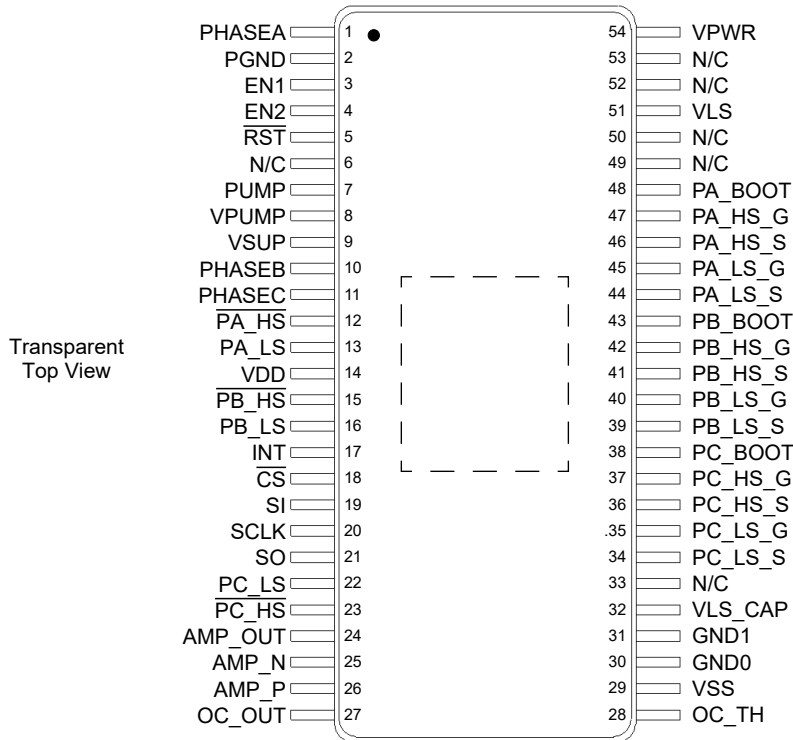 PHASEA 1 54 VPWR
PGND 2 53 N/C
EN1 3 52 N/C
EN2 4 51 VLS
RST 5 50 N/C
N/C 6 49 N/C
PUMP 7 48 PA_BOOT
VPUMP 8 47 PA_HS_G
VSUP 9 46 PA_HS_S
PHASEB 10 45 PA_LS_G
PHASEC 11 44 PA_LS_S
PA_HS 12 43 PB_BOOT
Transparent
Top View
PA_LS 13 42 PB_HS_G
VDD 14 41 PB_HS_S
PB_HS 15 40 PB_LS_G
PB_LS 16 39 PB_LS_S
INT 17 38 PC_BOOT
CS 18 37 PC_HS_G
SI 19 36 PC_HS_S
SCLK 20 .35 PC_LS_G
SO 21 34 PC_LS_S
PC_LS 22 33 N/C
PC_HS 23 32 VLS_CAP
AMP_OUT 24 31 GND1
AMP_N 25 30 GND0
AMP_P 26 29 VSS
OC_OUT 27 28 OC_TH